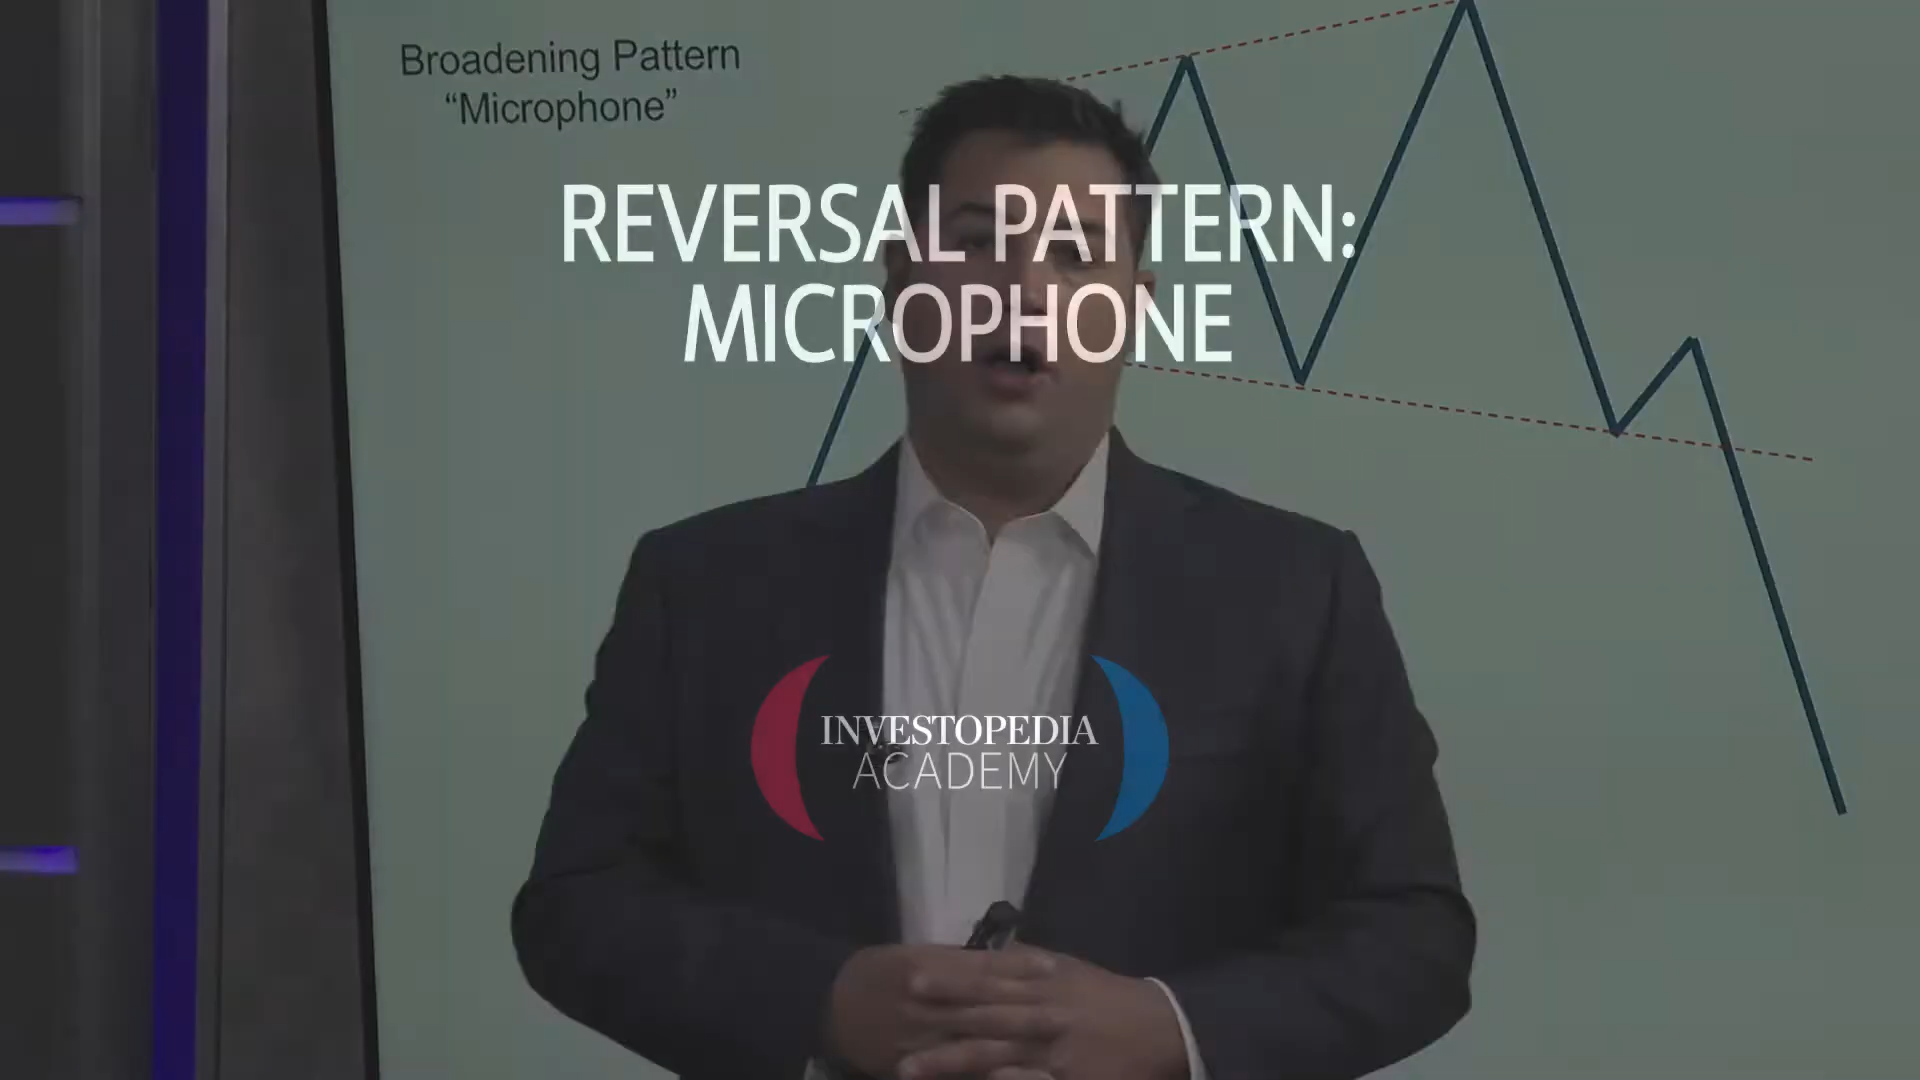 Broadening Pattern
“Microphone”
REVERSAL PATTERN:
MICROPHONE
INVESTOPEDIA
ACADEMY